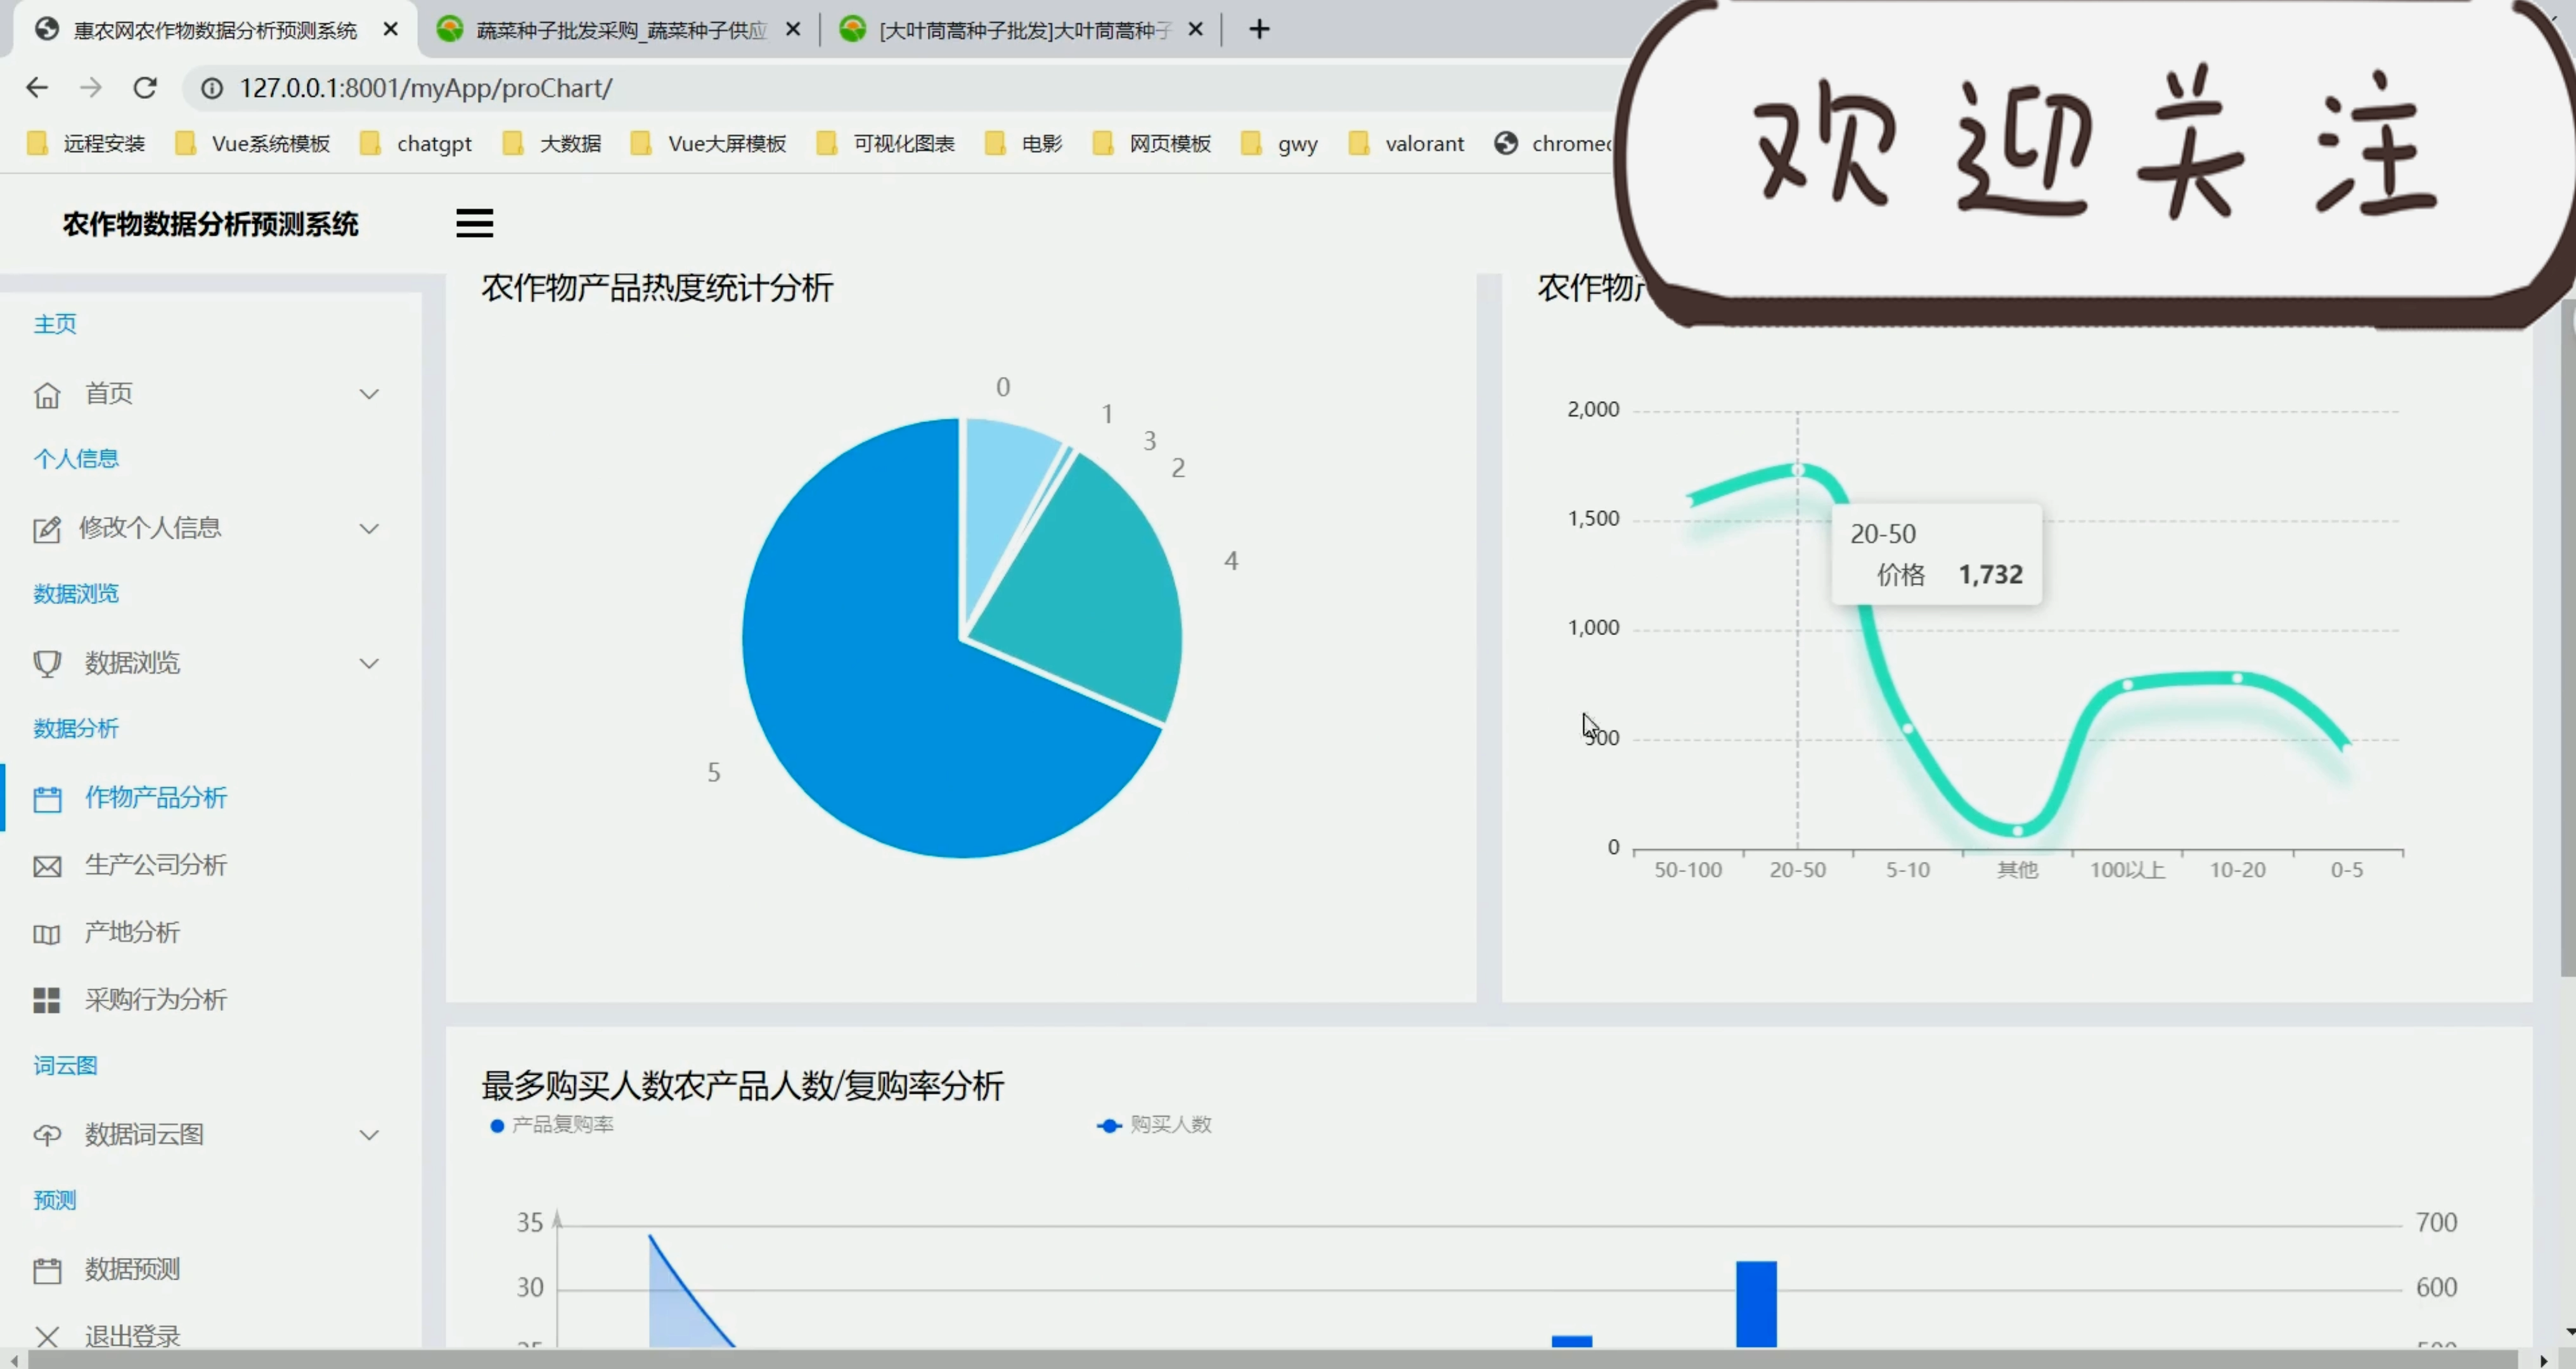 惠农网农作物数据分析预测系统
蔬菜种子批发采购_蔬菜种子供应
[大叶茼蒿种子批发]大叶茼蒿种子
欢迎关注
127.0.0.1:8001/myApp/proChart/
远程安装
Vue系统模板
chatgpt
大数据
Vue大屏模板
可视化图表
电影
网页模板
gwy
valorant
农作物数据分析预测系统
主页
首页
个人信息
修改个人信息
数据浏览
数据浏览
数据分析
作物产品分析
生产公司分析
产地分析
采购行为分析
词云图
数据词云图
预测
数据预测
退出登录
农作物产品热度统计分析
0
1
3
2
4
5
农作物产
2,000
1,500
1,000
500
0
20-50
价格 1,732
50-100
20-50
5-10
其他
100以上
10-20
0-5
最多购买人数农产品人数/复购率分析
产品复购率
购买人数
35
30
700
600